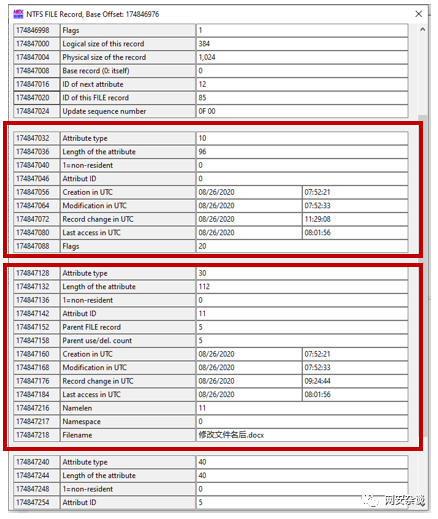 NTFS FILE Record, Base Offset: 174846976
174846998 Flags 1
174847000 Logical size of this record 384
174847004 Physical size of the record 1,024
174847008 Base record (0: itself) 0
174847016 ID of next attribute 12
174847020 ID of this FILE record 85
174847024 Update sequence number 0F 00
174847032 Attribute type 10
174847036 Length of the attribute 96
174847040 1=non-resident 0
174847046 Attribut ID 0
174847056 Creation in UTC 08/26/2020 07:52:21
174847064 Modification in UTC 08/26/2020 07:52:33
174847072 Record change in UTC 08/26/2020 11:29:08
174847080 Last access in UTC 08/26/2020 08:01:56
174847088 Flags 20
174847128 Attribute type 30
174847132 Length of the attribute 112
174847136 1=non-resident 0
174847142 Attribut ID 11
174847152 Parent FILE record 5
174847158 Parent use/del. count 5
174847160 Creation in UTC 08/26/2020 07:52:21
174847168 Modification in UTC 08/26/2020 07:52:33
174847176 Record change in UTC 08/26/2020 09:24:44
174847184 Last access in UTC 08/26/2020 08:01:56
174847216 Namelen 11
174847217 Namespace 0
174847218 Filename 修改文件名后.docx
174847240 Attribute type 40
174847244 Length of the attribute 40
174847248 1=non-resident 0
174847254 Attribut ID 5
网安杂谈